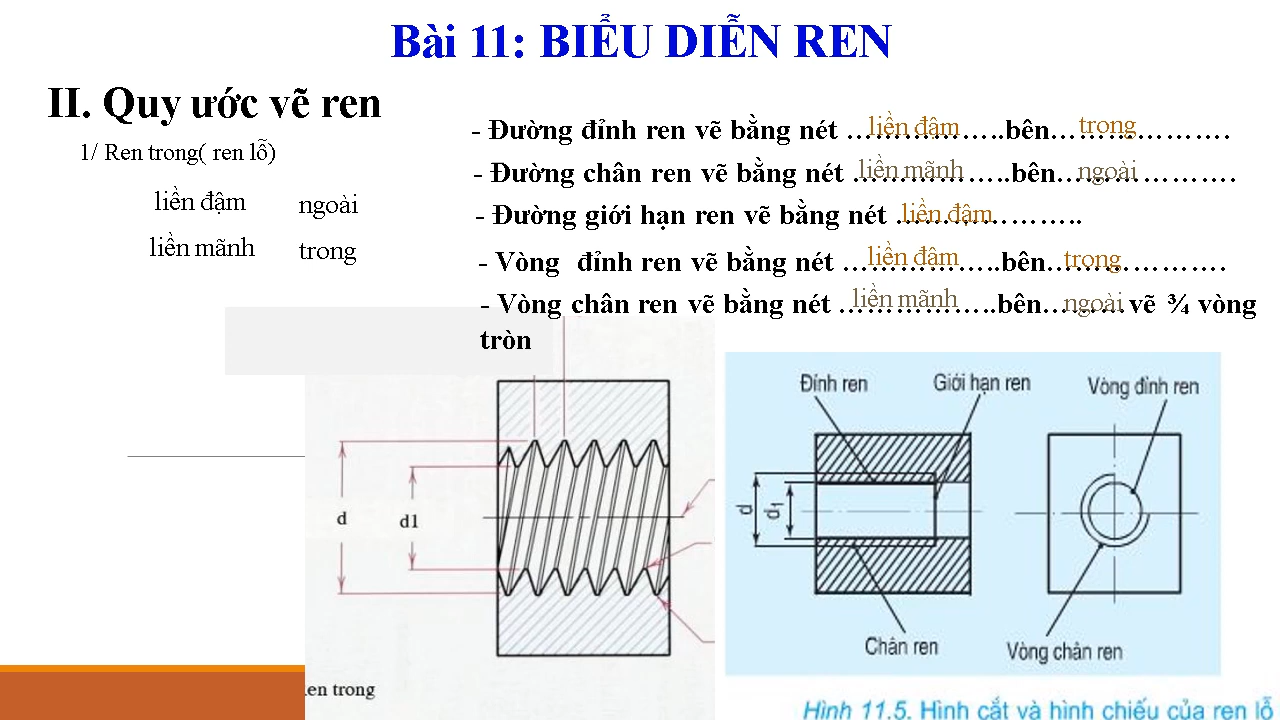 Bài 11: BIỂU DIỄN REN
II. Quy ước vẽ ren
1/ Ren trong( ren lỗ)
liền đậm ngoài
liền mãnh trong
- Đường đỉnh ren vẽ bằng nét ……liền đậm……..bên……trong………….
- Đường chân ren vẽ bằng nét ……liền mãnh……..bên……ngoài…………….
- Đường giới hạn ren vẽ bằng nét ……liền đậm………..
- Vòng đỉnh ren vẽ bằng nét ……liền đâm……..bên……trong…………….
- Vòng chân ren vẽ bằng nét ……liền mãnh……..bên……ngoài vẽ ¾ vòng
tròn
d
d1
en trong
Đỉnh ren
Giới hạn ren
Vòng đỉnh ren
d
d1
Chân ren
Vòng chân ren
Hình 11.5. Hình cắt và hình chiếu của ren lỗ